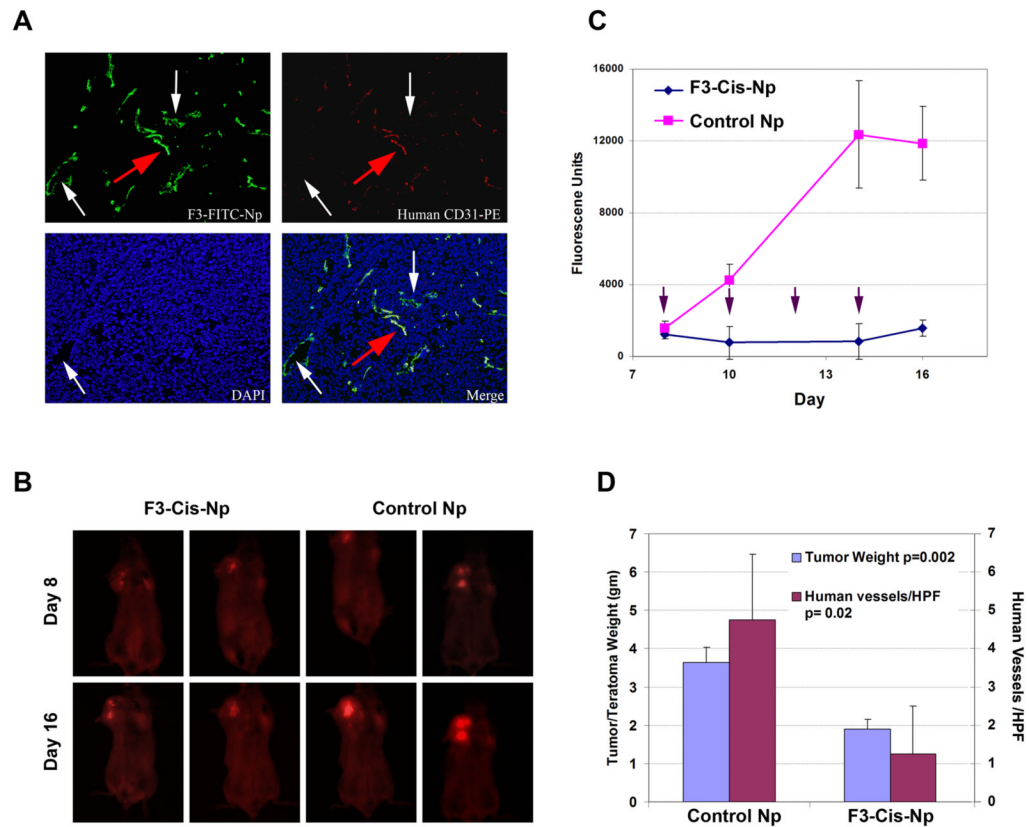 A
F3-FITC-Np
Human CD31-PE
DAPI
Merge
B
F3-Cis-Np
Control Np
Day 8
Day 16
C
16000
12000
8000
4000
0
Fluorescene Units
F3-Cis-Np
Control Np
7
10
13
16
Day
D
7
6
5
4
3
2
1
0
Tumor/Teratoma Weight (gm)
Tumor Weight p=0.002
Human vessels/HPF
p= 0.02
7
6
5
4
3
2
1
0
Human Vessels /HPF
Control Np
F3-Cis-Np